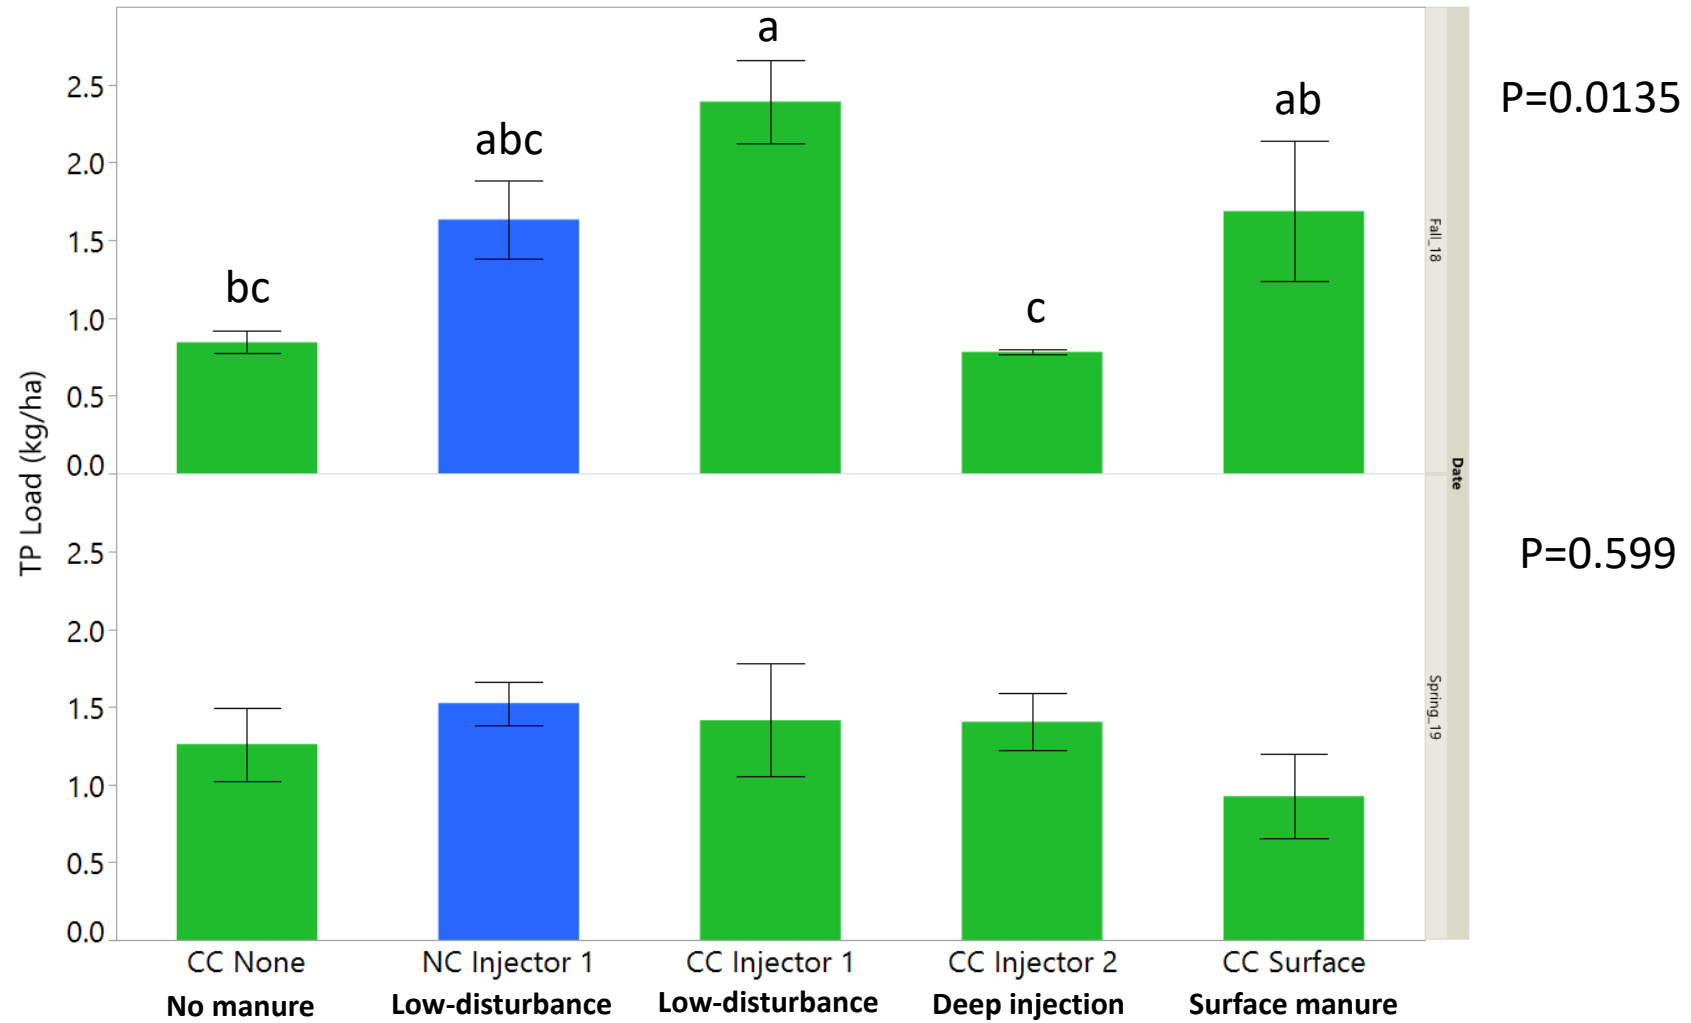 a
abc
ab
bc
c
P=0.0135
2.5
2.0
1.5
1.0
0.5
0.0
Fall_18
TP Load (kg/ha)
Date
P=0.599
2.5
2.0
1.5
1.0
0.5
0.0
Spring_19
CC None
NC Injector 1
CC Injector 1
CC Injector 2
CC Surface
No manure
Low-disturbance
Low-disturbance
Deep injection
Surface manure